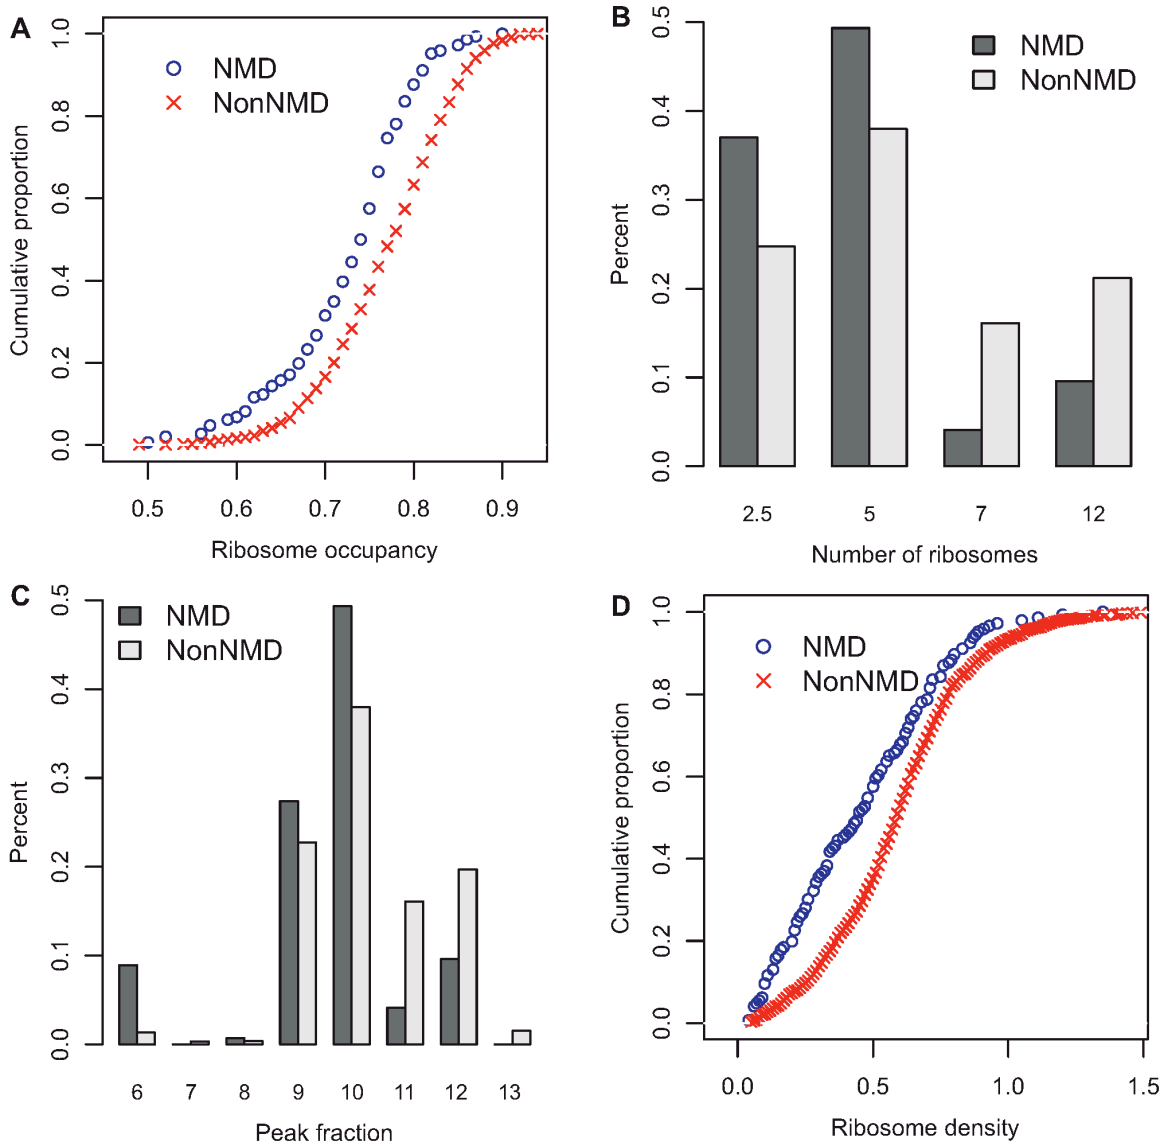 A
NMD
NonNMD
Cumulative proportion
0.0 0.2 0.4 0.6 0.8 1.0
0.5 0.6 0.7 0.8 0.9
Ribosome occupancy
B
NMD
NonNMD
Percent
0.0 0.1 0.2 0.3 0.4 0.5
2.5 5 7 12
Number of ribosomes
C
NMD
NonNMD
Percent
0.0 0.1 0.2 0.3 0.4 0.5
6 7 8 9 10 11 12 13
Peak fraction
D
NMD
NonNMD
Cumulative proportion
0.0 0.2 0.4 0.6 0.8 1.0
0.0 0.5 1.0 1.5
Ribosome density